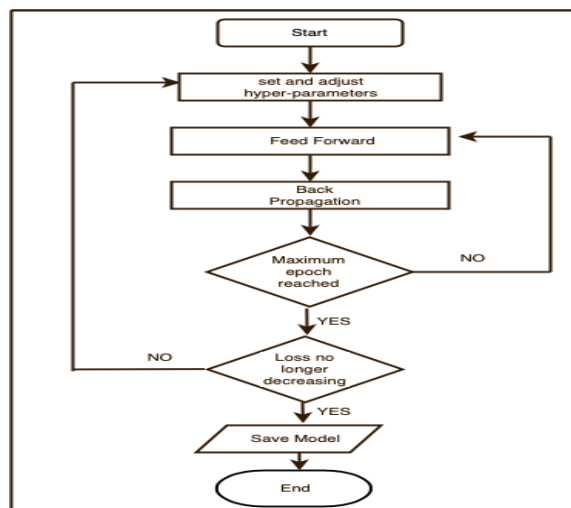 Start
set and adjust
hyper-parameters
Feed Forward
Back
Propagation
Maximum
epoch
reached
NO
YES
Loss no
longer
decreasing
NO
YES
Save Model
End